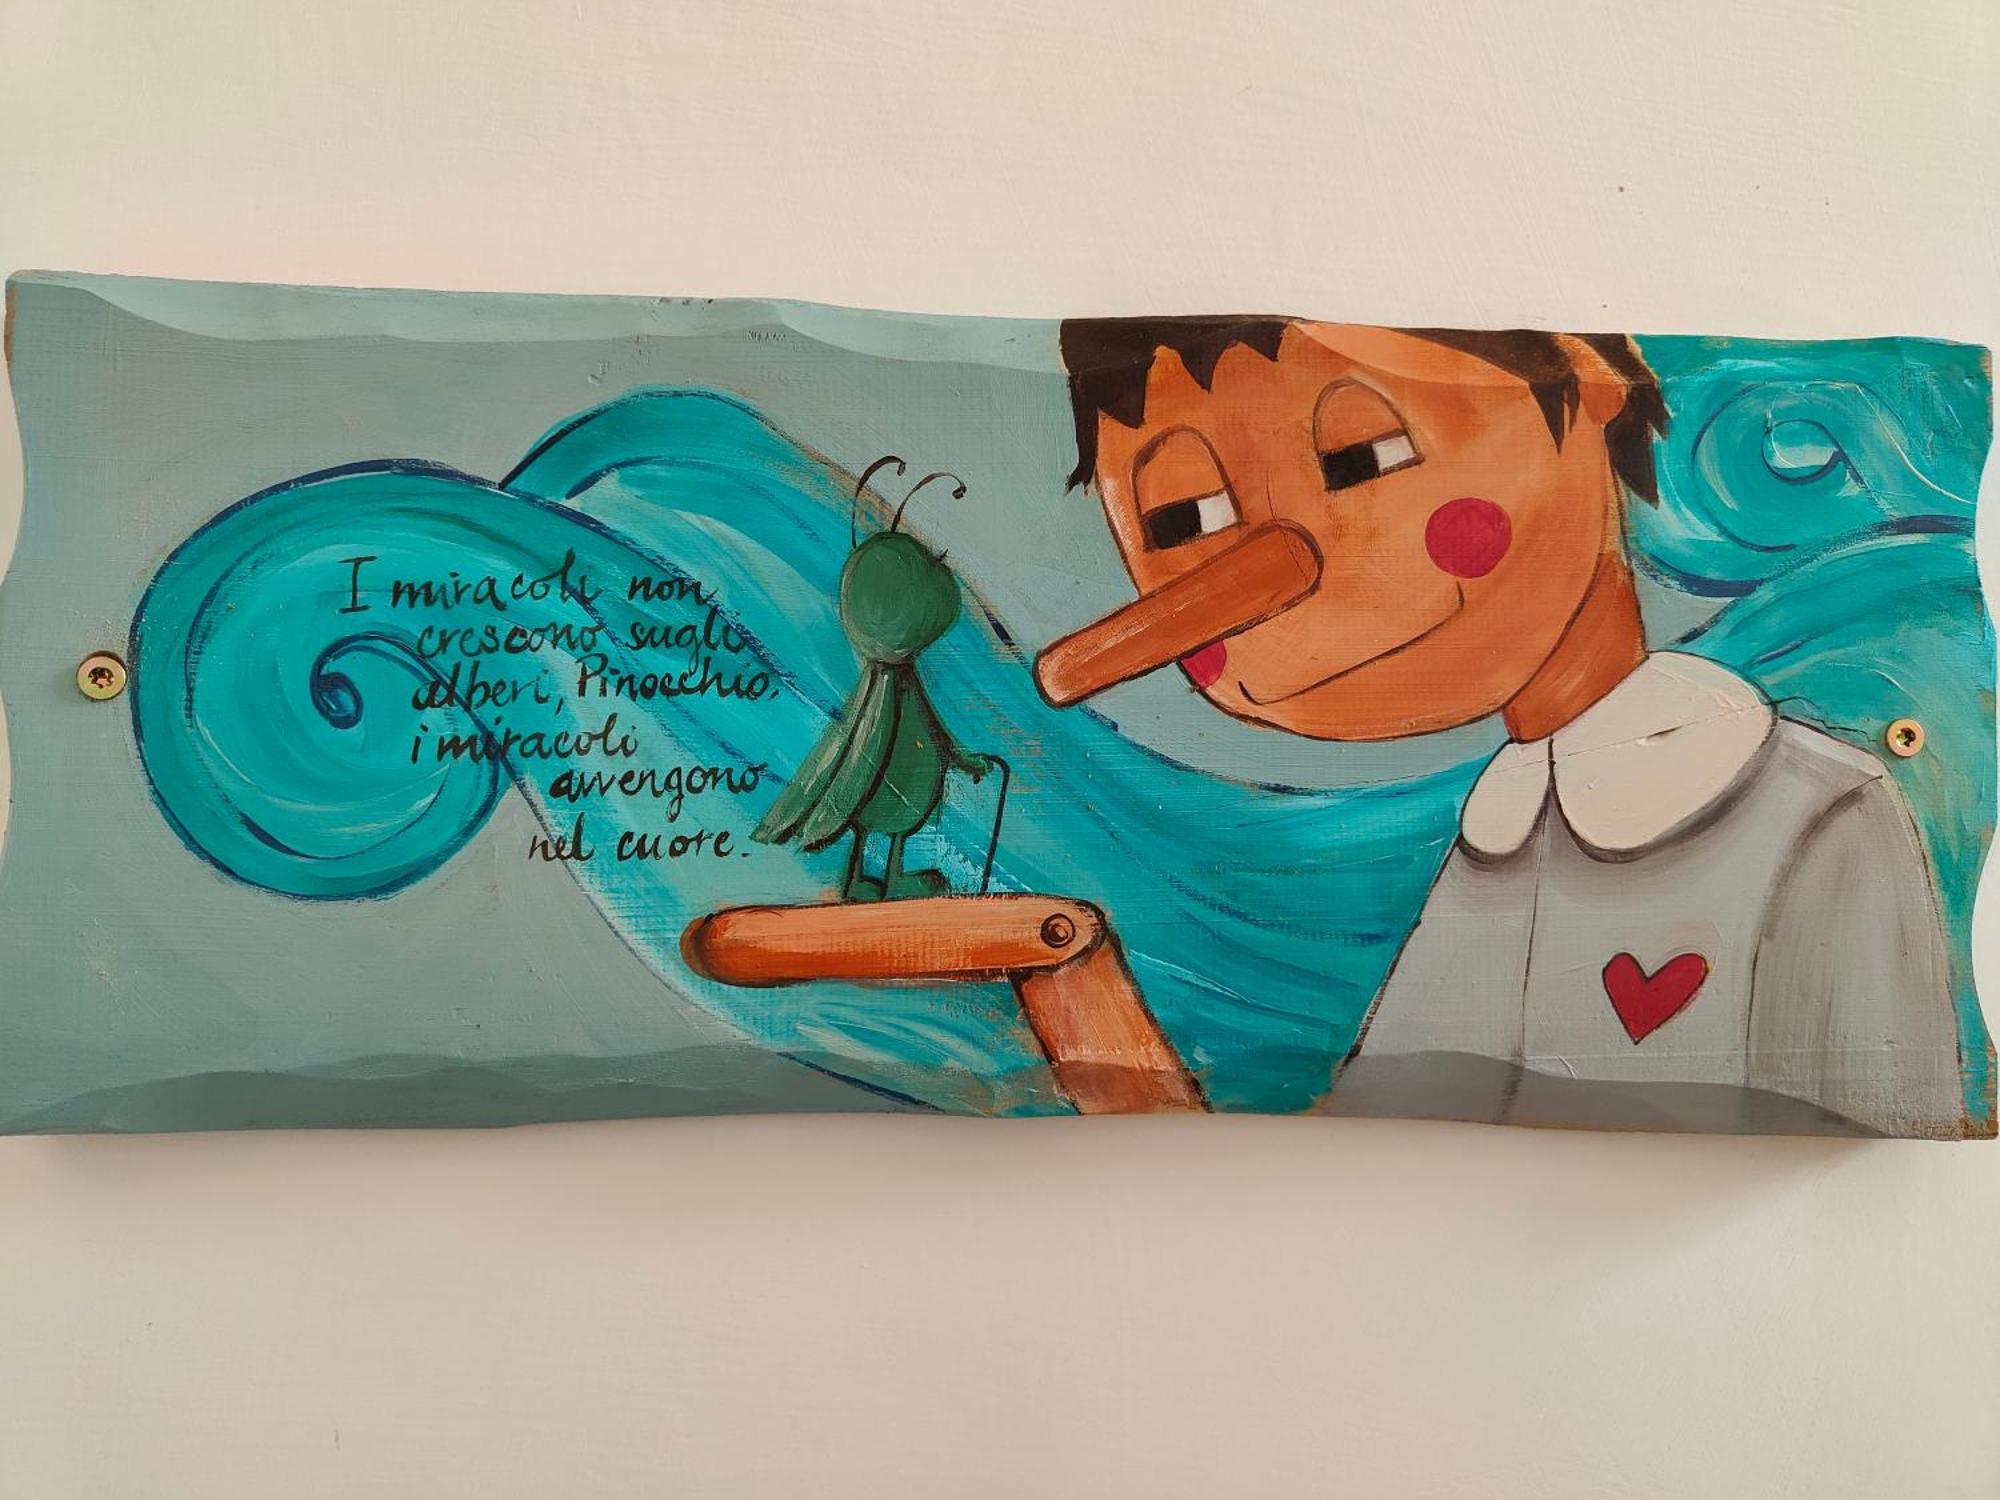 I miracoli non
crescono sugli
alberi, Pinocchio,
i miracoli
avvengono
nel cuore.